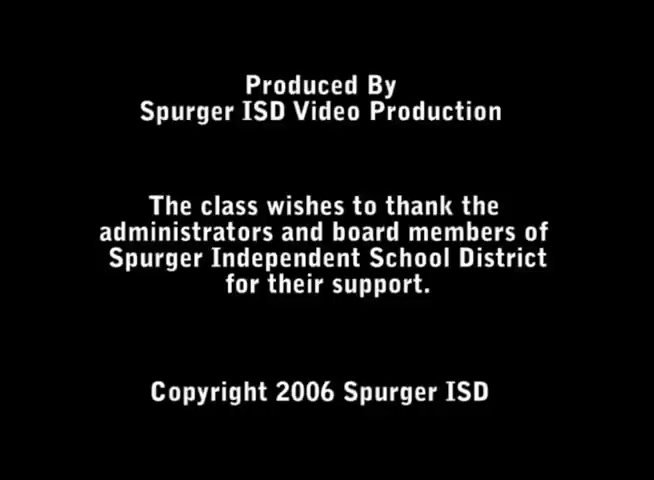 Produced By
Spurger ISD Video Production
The class wishes to thank the
administrators and board members of
Spurger Independent School District
for their support.
Copyright 2006 Spurger ISD